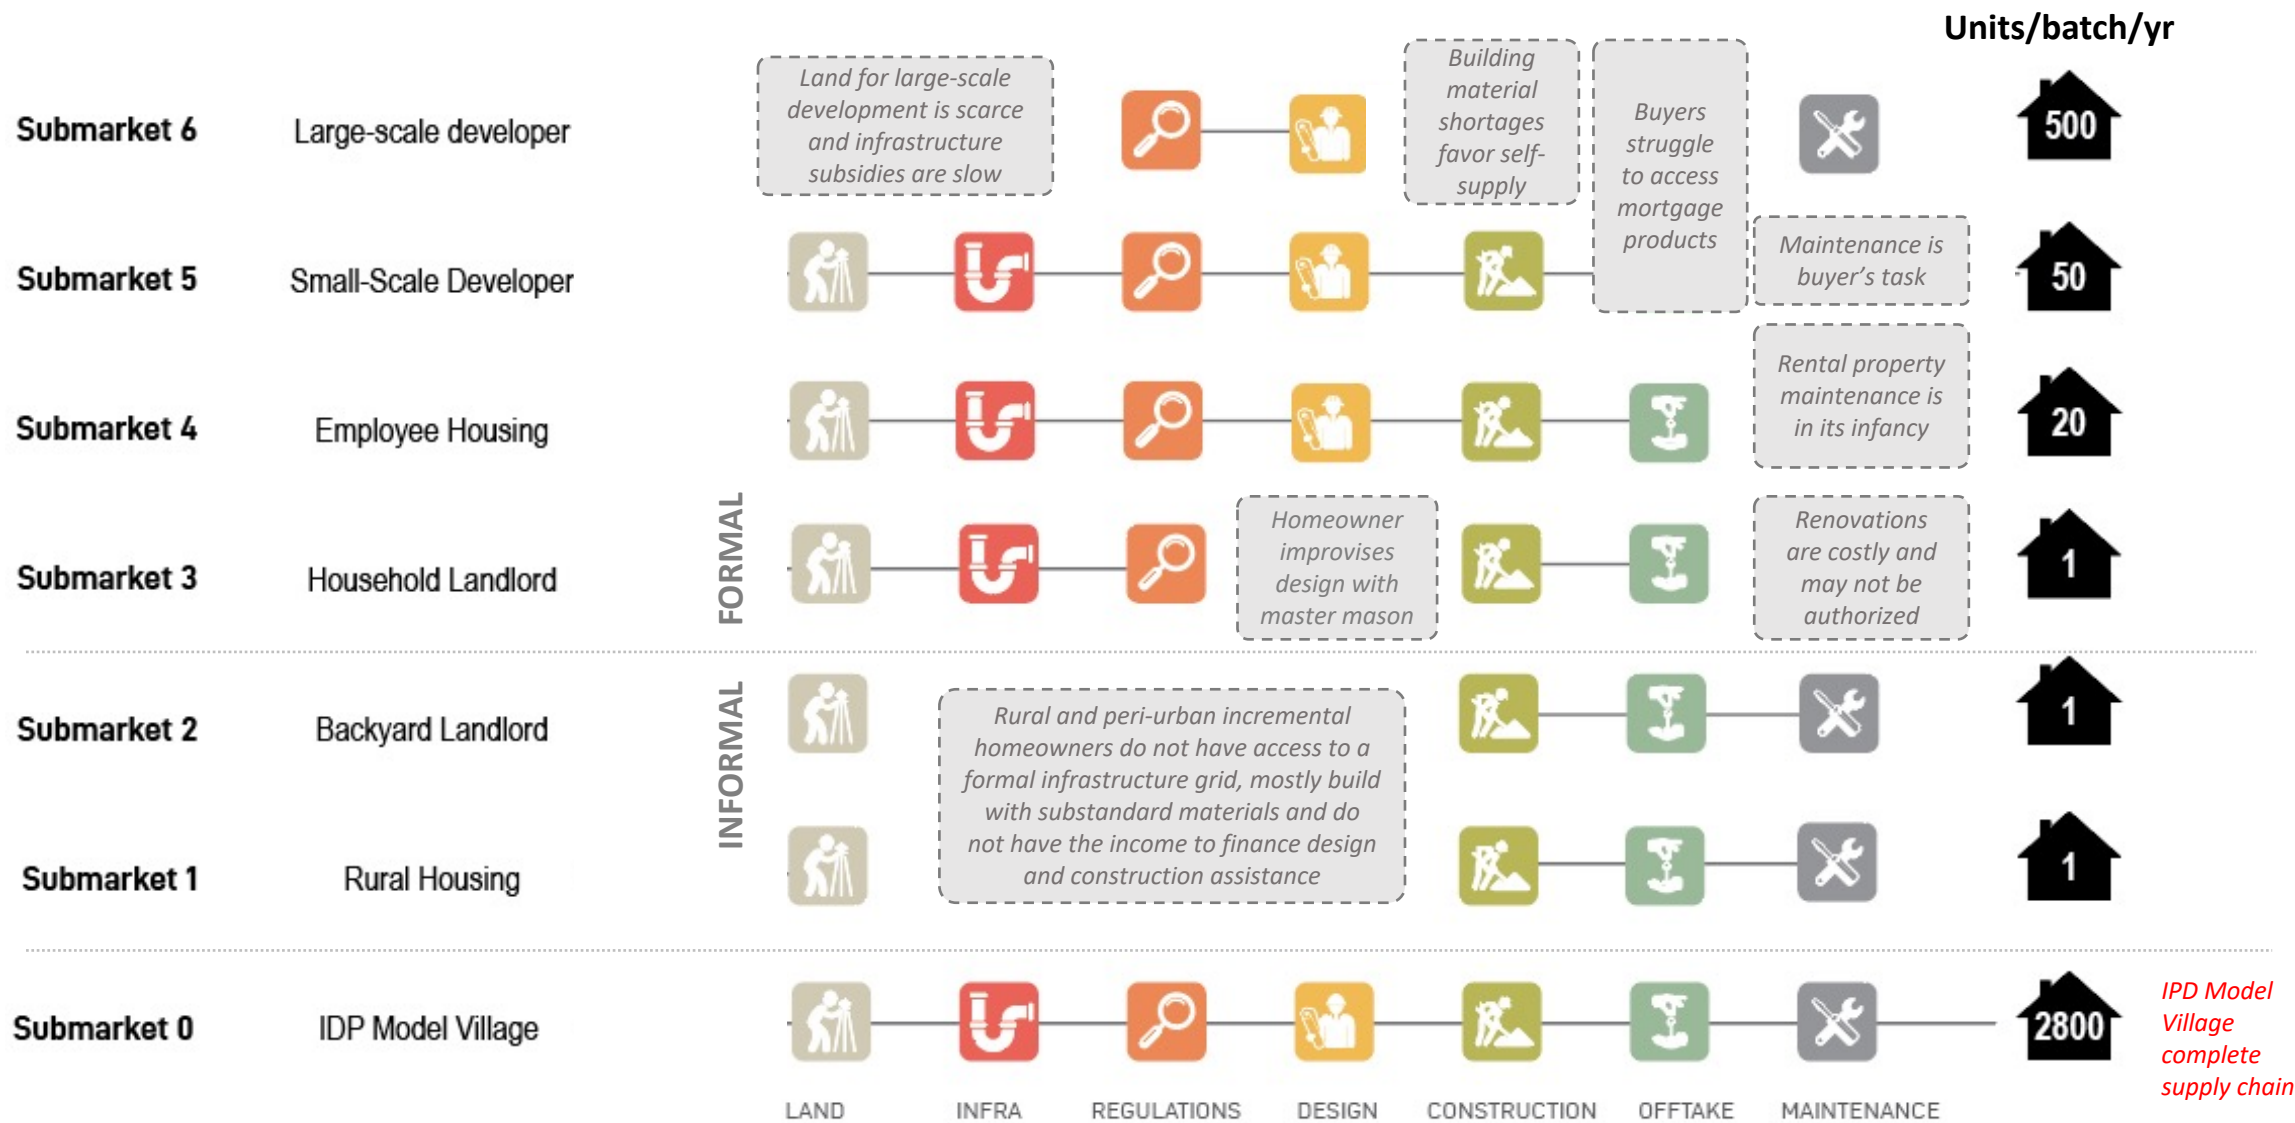 Units/batch/yr
Submarket 6
Large-scale developer
Land for large-scale
development is scarce
and infrastructure
subsidies are slow
Building
material
shortages
favor self-
supply
Buyers
struggle
to access
mortgage
products
500
Submarket 5
Small-Scale Developer
Maintenance is
buyer's task
50
Submarket 4
Employee Housing
Rental property
maintenance is
in its infancy
20
FORMAL
Submarket 3
Household Landlord
Homeowner
improvises
design with
master mason
Renovations
are costly and
may not be
authorized
1
INFORMAL
Submarket 2
Backyard Landlord
Rural and peri-urban incremental
homeowners do not have access to a
formal infrastructure grid, mostly build
with substandard materials and do
not have the income to finance design
and construction assistance
1
Submarket 1
Rural Housing
1
Submarket 0
IDP Model Village
2800
IPD Model
Village
complete
supply chain
LAND
INFRA
REGULATIONS
DESIGN
CONSTRUCTION
OFFTAKE
MAINTENANCE